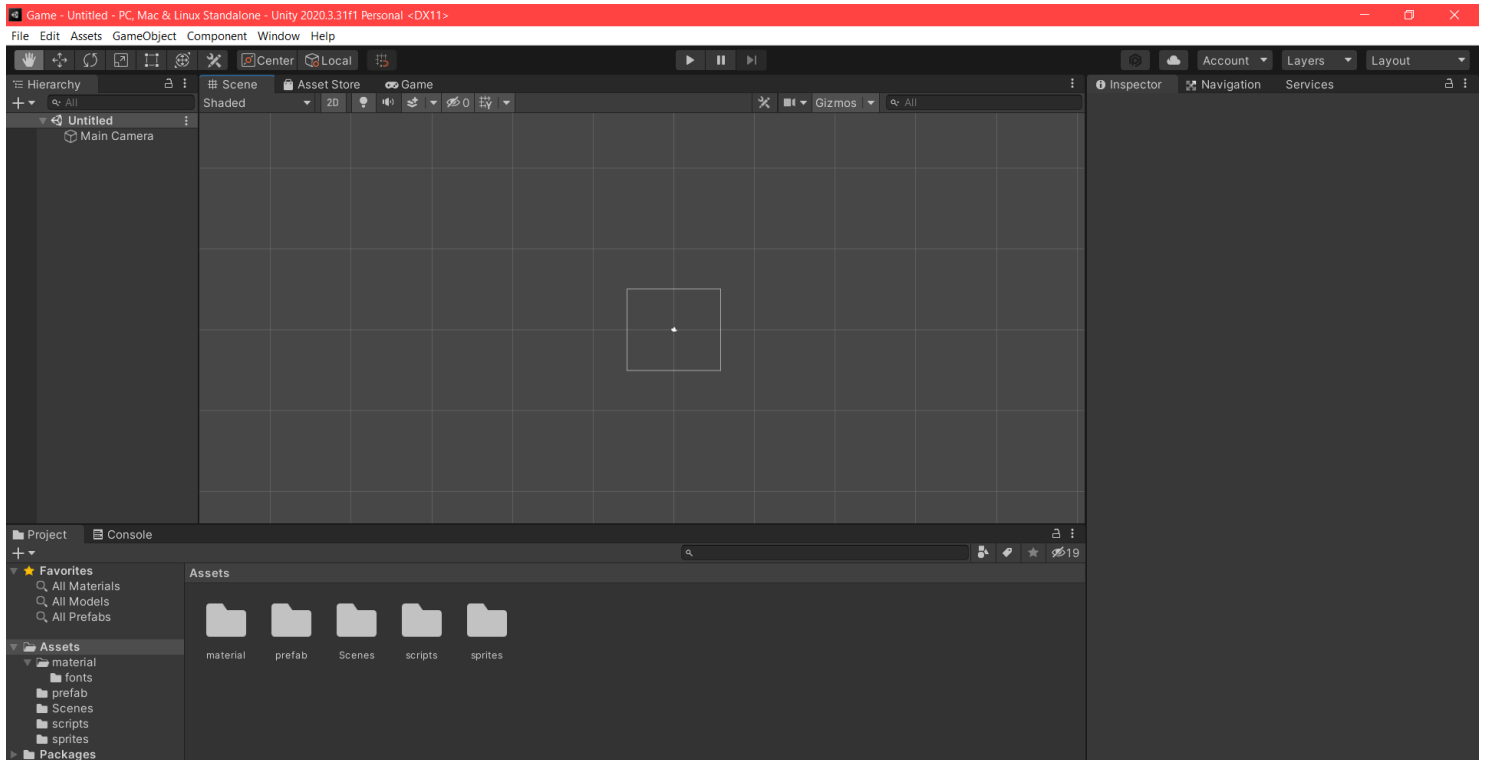 Game - Untitled - PC, Mac & Linux Standalone - Unity 2020.3.31f1 Personal <DX11>
File Edit Assets GameObject Component Window Help
Center Local Account Layers Layout
Hierarchy Scene Asset Store Game Inspector Navigation Services
All Shaded 2D 0 Gizmos All
Untitled
Main Camera
Project Console
19
Favorites Assets
All Materials
All Models
All Prefabs
Assets
material prefab Scenes scripts sprites
material
fonts
prefab
Scenes
scripts
sprites
Packages